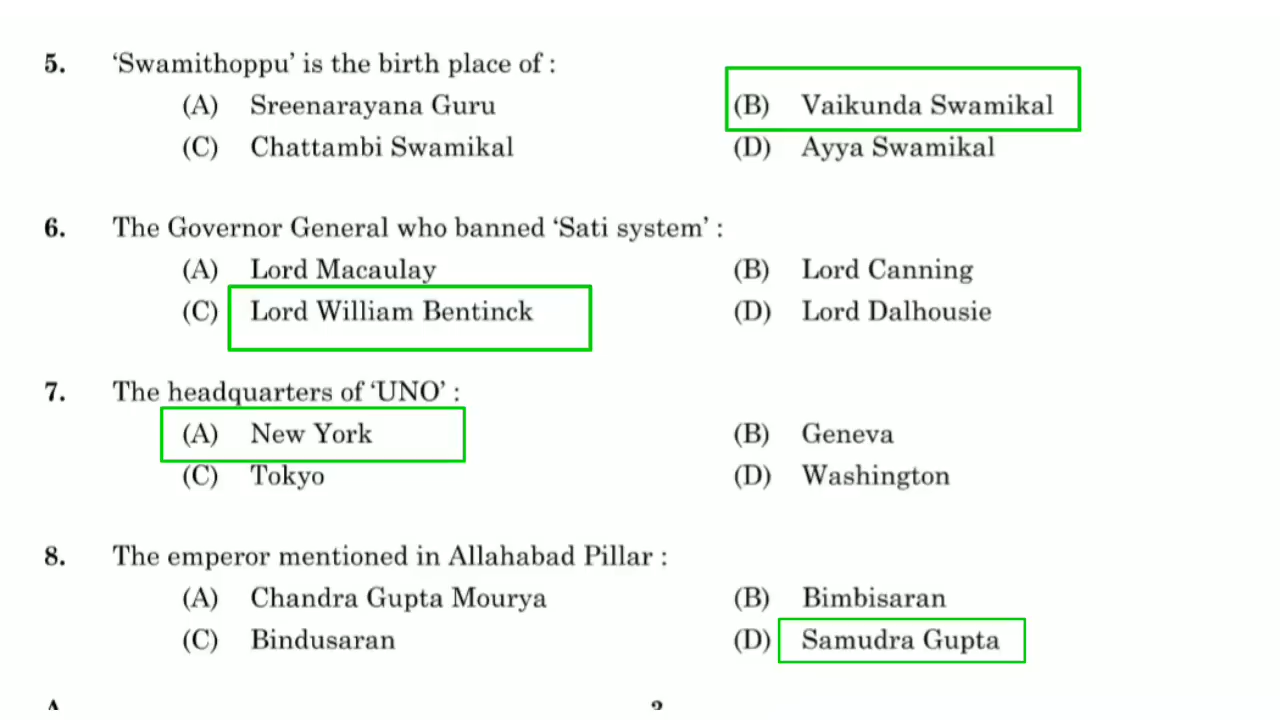 5. ‘Swamithoppu’ is the birth place of :
(A) Sreenarayana Guru (B) Vaikunda Swamikal
(C) Chattambi Swamikal (D) Ayya Swamikal
6. The Governor General who banned ‘Sati system’ :
(A) Lord Macaulay (B) Lord Canning
(C) Lord William Bentinck (D) Lord Dalhousie
7. The headquarters of ‘UNO’ :
(A) New York (B) Geneva
(C) Tokyo (D) Washington
8. The emperor mentioned in Allahabad Pillar :
(A) Chandra Gupta Mourya (B) Bimbisaran
(C) Bindusaran (D) Samudra Gupta